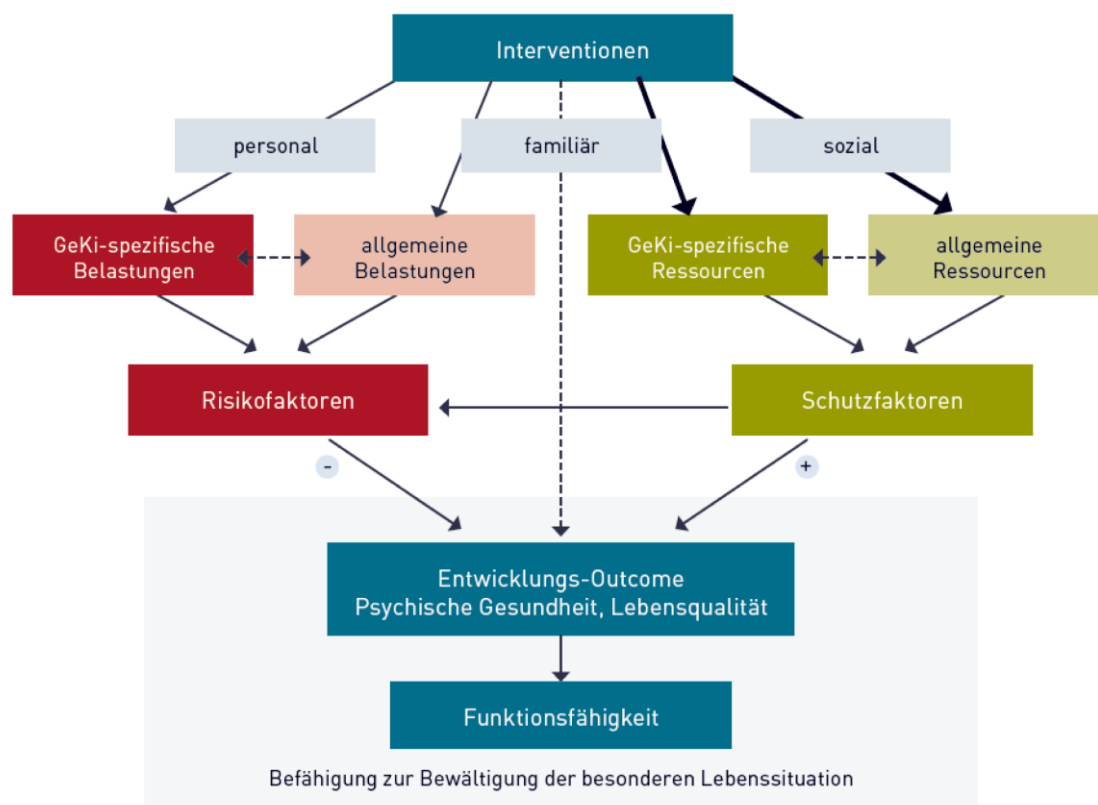 Interventionen
personal
familiär
sozial
GeKi-spezifische
Belastungen
allgemeine
Belastungen
GeKi-spezifische
Ressourcen
allgemeine
Ressourcen
Risikofaktoren
Schutzfaktoren
-
+
Entwicklungs-Outcome
Psychische Gesundheit, Lebensqualität
Funktionsfähigkeit
Befähigung zur Bewältigung der besonderen Lebenssituation